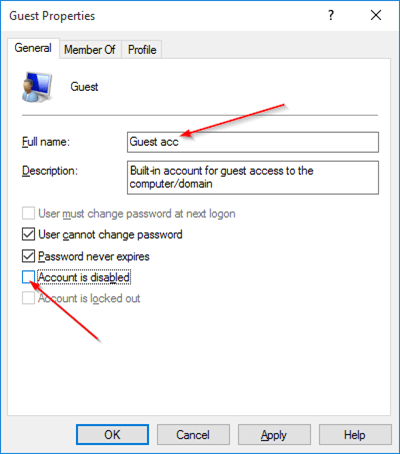 Guest Properties
General Member Of Profile
Guest
Full name: Guest acc
Description: Built-in account for guest access to the
computer/domain
User must change password at next logon
User cannot change password
Password never expires
Account is disabled
Account is locked out
OK Cancel Apply Help